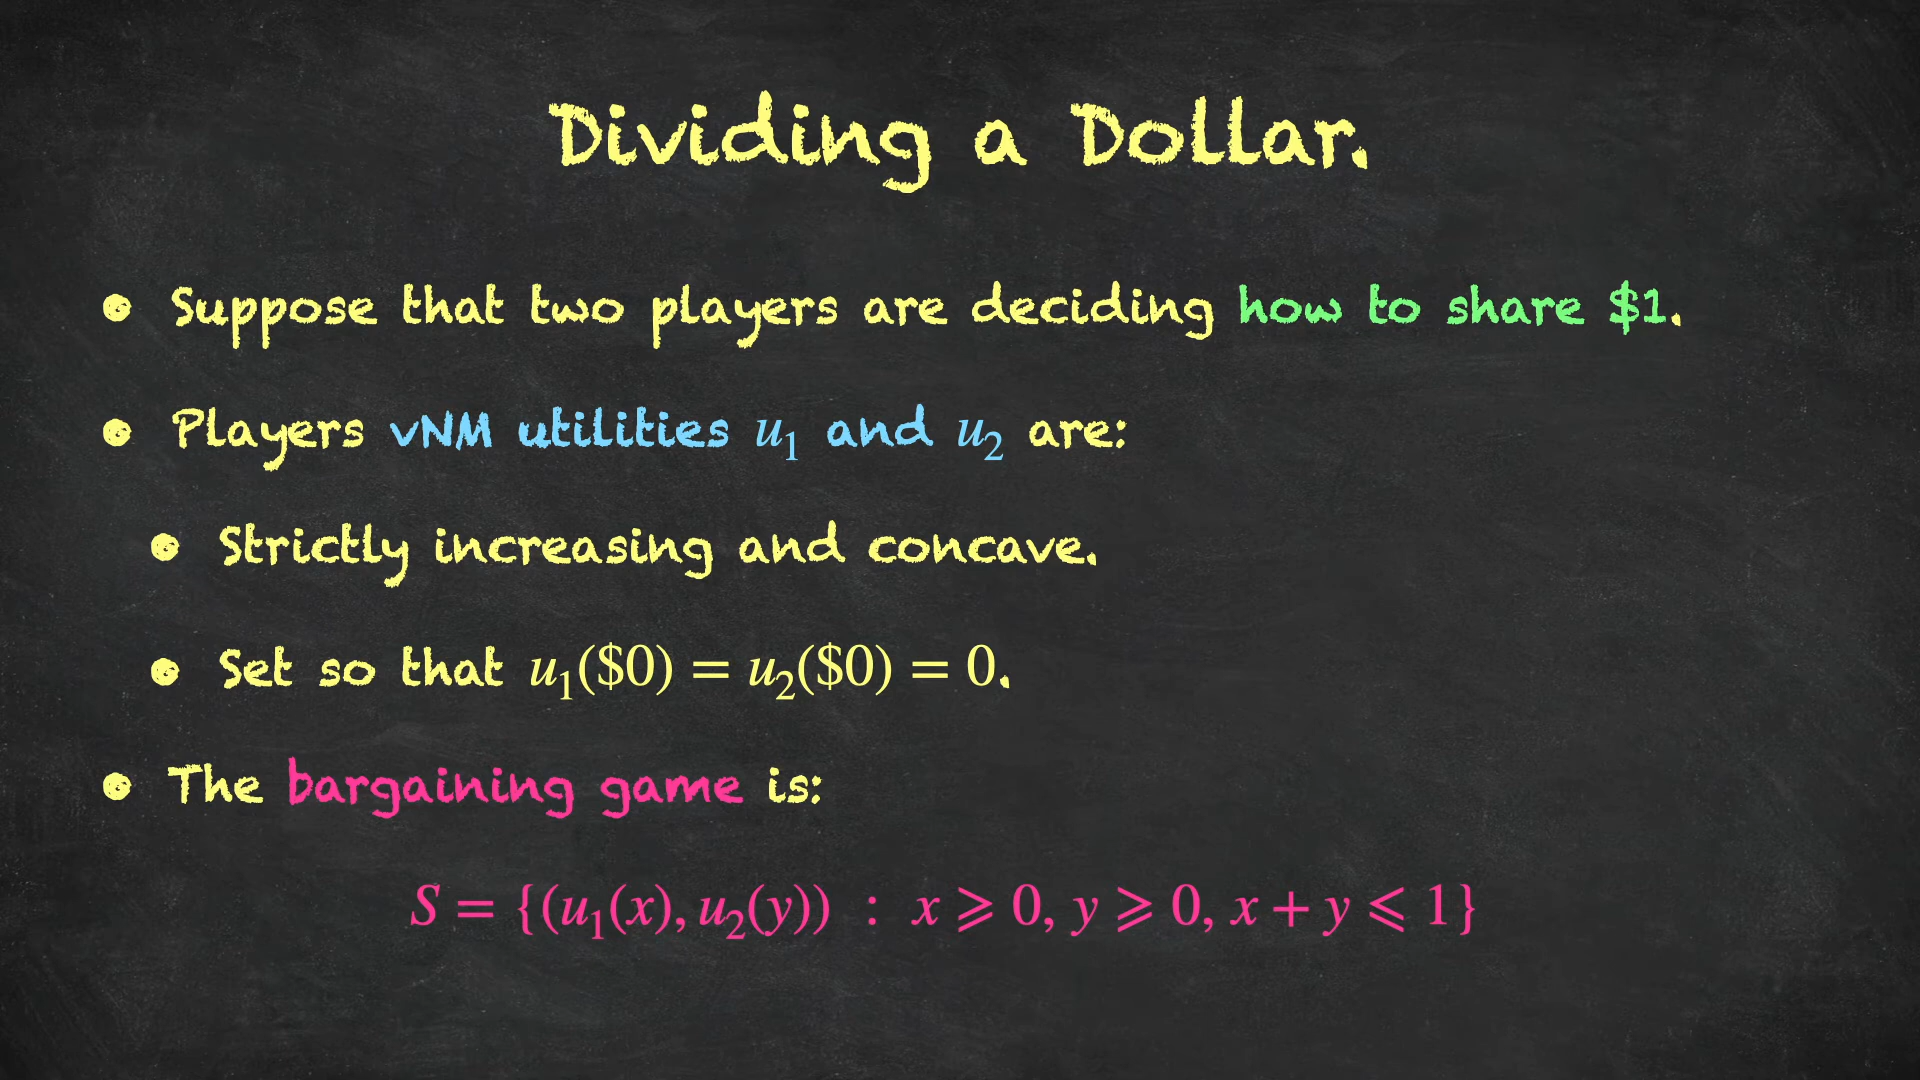 Dividing a Dollar.
• Suppose that two players are deciding how to share $1.
• Players vNM utilities u₁ and u₂ are:
• Strictly increasing and concave.
• Set so that u₁($0) = u₂($0) = 0.
• The bargaining game is:
S = {(u₁(x), u₂(y)) : x ⩾ 0, y ⩾ 0, x + y ⩽ 1}